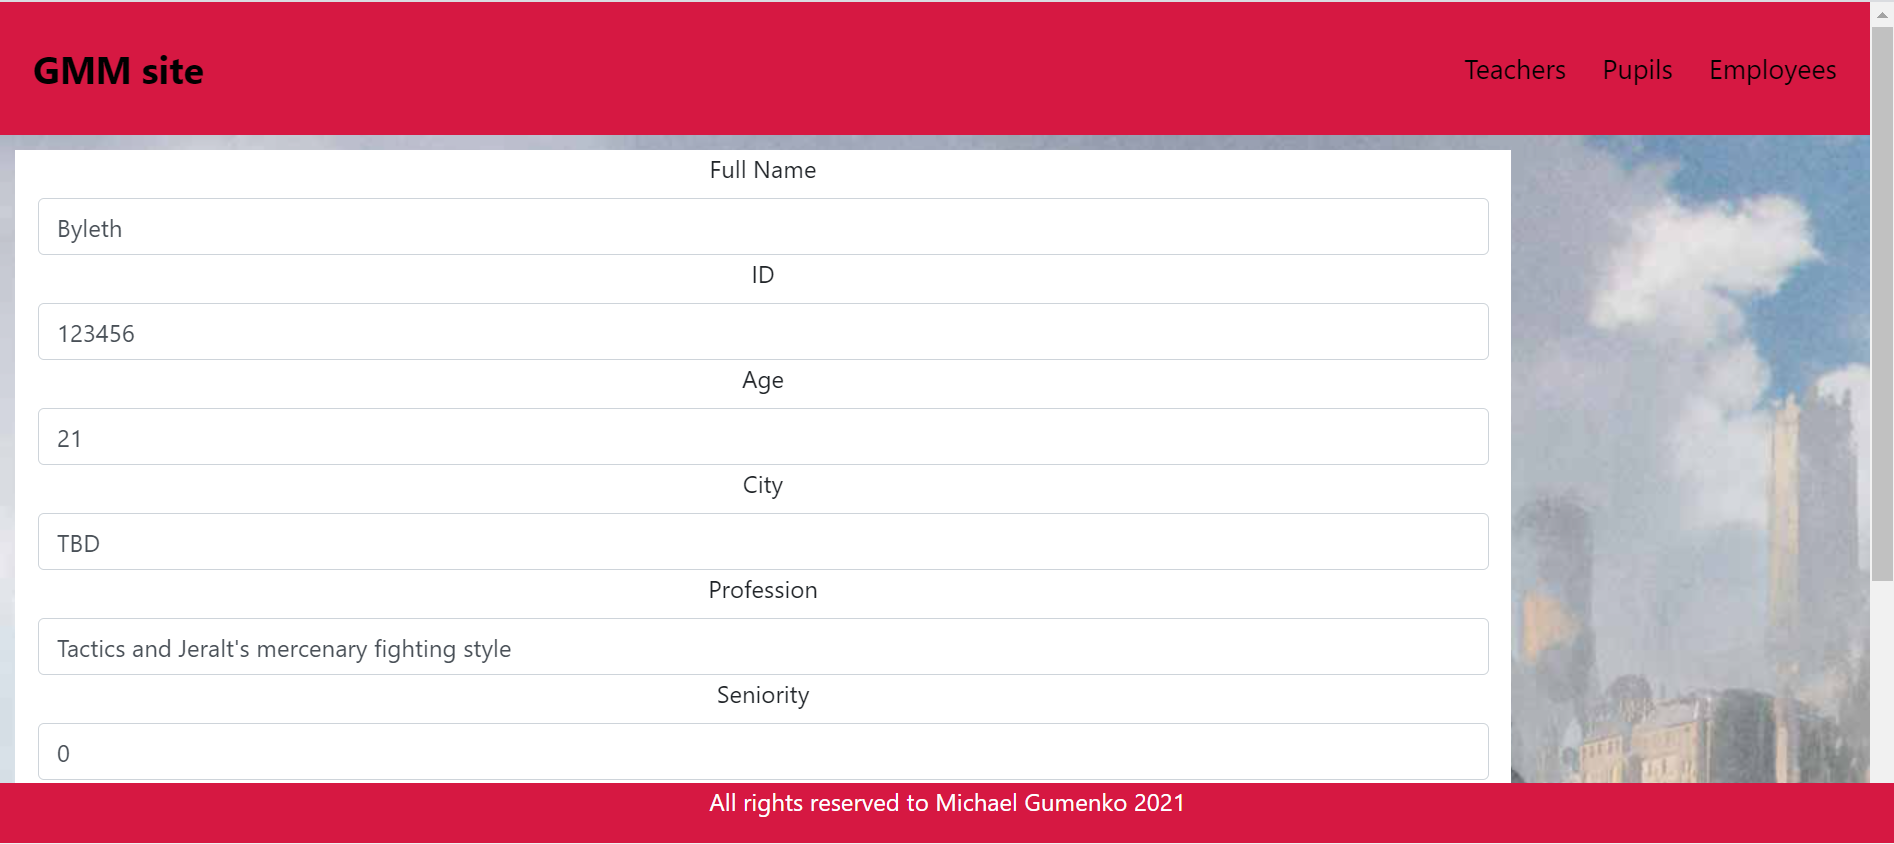 GMM site
Teachers Pupils Employees
Full Name
Byleth
ID
123456
Age
21
City
TBD
Profession
Tactics and Jeralt's mercenary fighting style
Seniority
0
All rights reserved to Michael Gumenko 2021